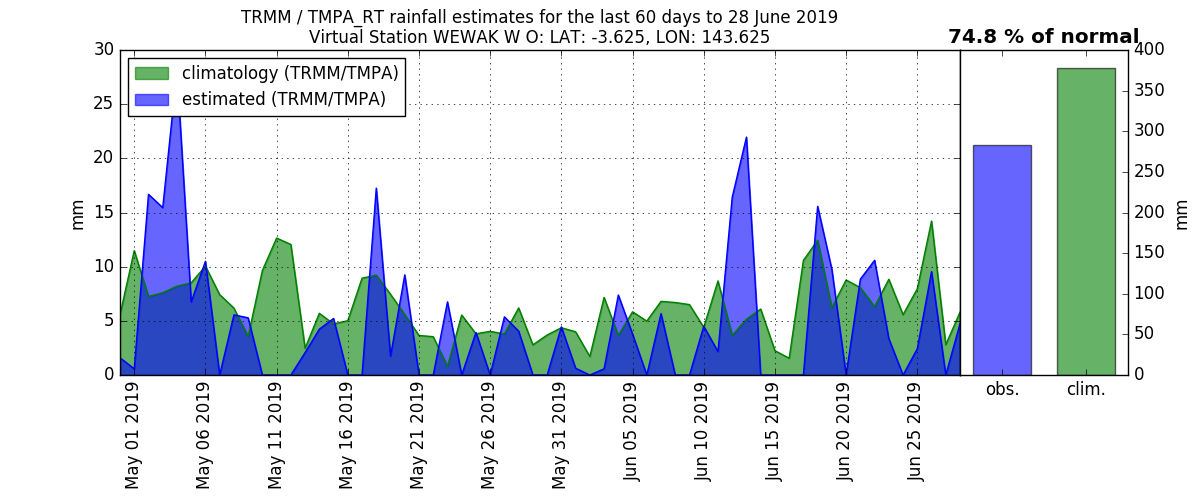 TRMM / TMPA_RT rainfall estimates for the last 60 days to 28 June 2019
Virtual Station WEWAK W O: LAT: -3.625, LON: 143.625
74.8 % of normal
climatology (TRMM/TMPA)
estimated (TRMM/TMPA)
30
25
20
15
10
5
0
mm
May 01 2019
May 06 2019
May 11 2019
May 16 2019
May 21 2019
May 26 2019
May 31 2019
Jun 05 2019
Jun 10 2019
Jun 15 2019
Jun 20 2019
Jun 25 2019
obs.
clim.
400
350
300
250
200
150
100
50
0
mm